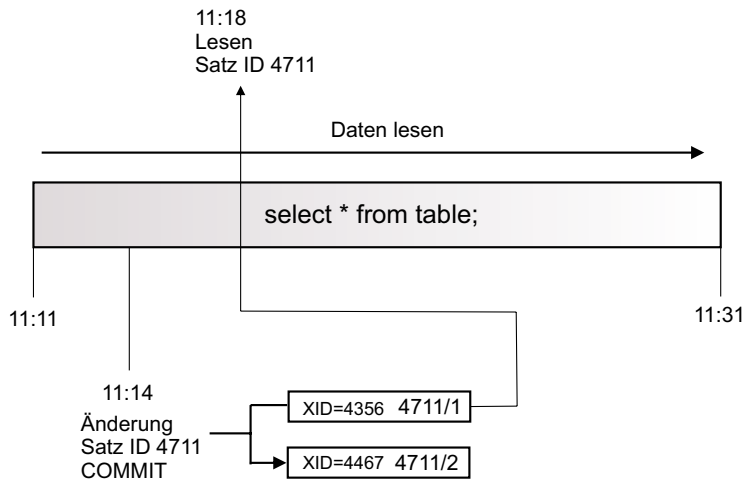 11:18
Lesen
Satz ID 4711
Daten lesen
select * from table;
11:11
11:31
11:14
Änderung
Satz ID 4711
COMMIT
XID=4356 4711/1
XID=4467 4711/2